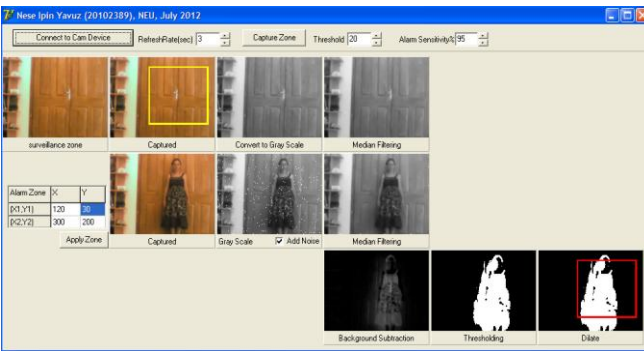 Nese Ipin Yavuz (20102389), NEU, July 2012
Connect to Cam Device RefreshRate(sec) 3 Capture Zone Threshold 20 Alarm Sensitivity% 95
surveillance zone Captured Convert to Gray Scale Median Filtering
Alarm Zone X Y
(X1,Y1) 120 30
(X2,Y2) 300 200
Apply Zone
Captured Gray Scale Add Noise Median Filtering
Background Subtraction Thresholding Dilate